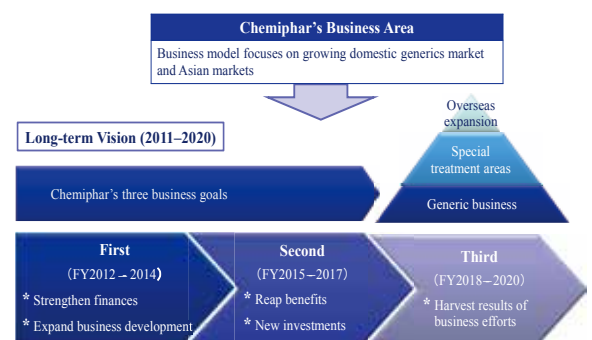 Chemiphar's Business Area
Business model focuses on growing domestic generics market
and Asian markets
Long-term Vision (2011–2020)
Overseas
expansion
Special
treatment areas
Generic business
Chemiphar's three business goals
First
(FY2012–2014)
* Strengthen finances
* Expand business development
Second
(FY2015–2017)
* Reap benefits
* New investments
Third
(FY2018–2020)
* Harvest results of
business efforts